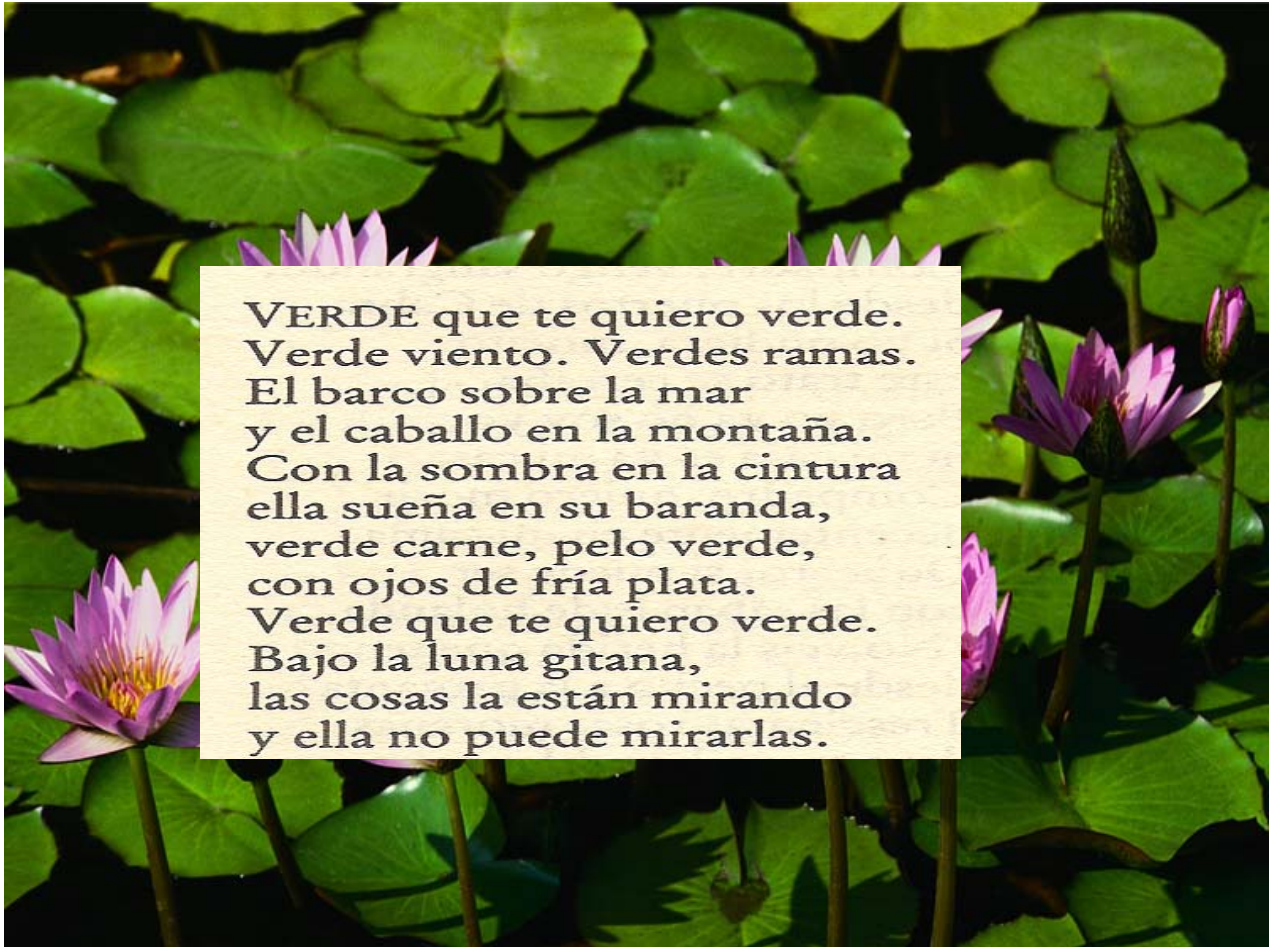 VERDE que te quiero verde.
Verde viento. Verdes ramas.
El barco sobre la mar
y el caballo en la montaña.
Con la sombra en la cintura
ella sueña en su baranda,
verde carne, pelo verde,
con ojos de fría plata.
Verde que te quiero verde.
Bajo la luna gitana,
las cosas la están mirando
y ella no puede mirarlas.